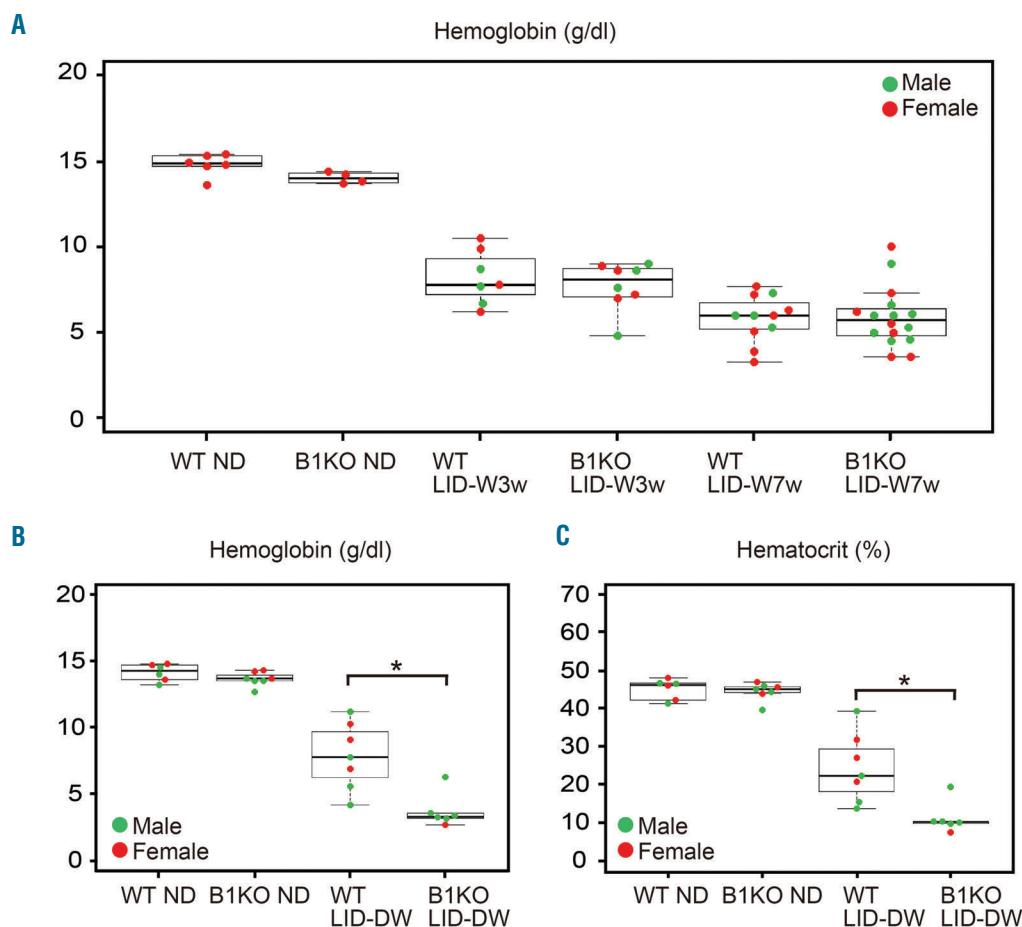 A
Hemoglobin (g/dl)
20
15
10
5
0
Male
Female
WT ND
B1KO ND
WT
LID-W3w
B1KO
LID-W3w
WT
LID-W7w
B1KO
LID-W7w
B
Hemoglobin (g/dl)
20
15
10
5
0
*
Male
Female
WT ND
B1KO ND
WT
LID-DW
B1KO
LID-DW
C
Hematocrit (%)
70
60
50
40
30
20
10
0
*
Male
Female
WT ND
B1KO ND
WT
LID-DW
B1KO
LID-DW